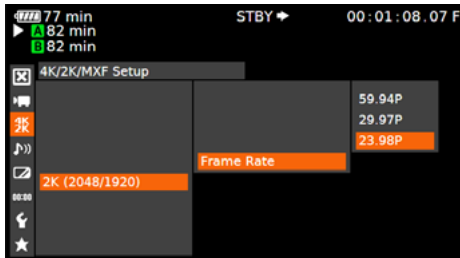 77 min STBY 00:01:08.07 F
A 82 min
B 82 min
4K/2K/MXF Setup
4K
2K
59.94P
29.97P
23.98P
Frame Rate
2K (2048/1920)
00:00